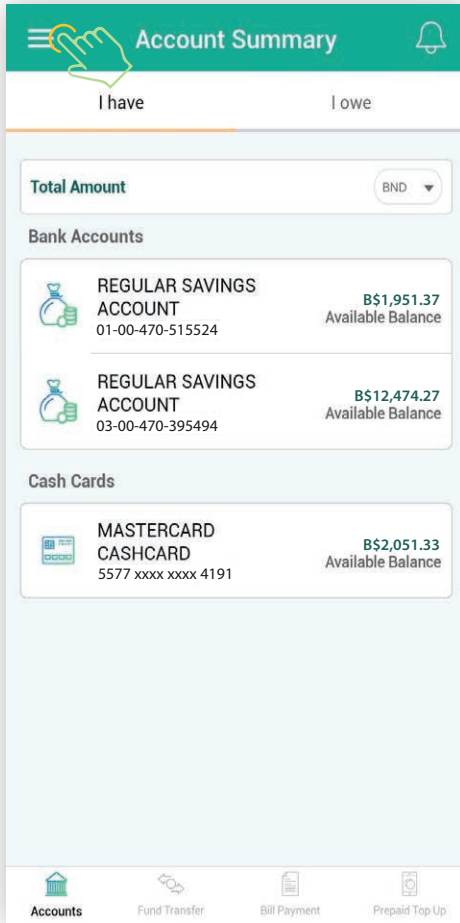 Account Summary
I have
I owe
Total Amount
BND
Bank Accounts
REGULAR SAVINGS
ACCOUNT
01-00-470-515524
B$1,951.37
Available Balance
REGULAR SAVINGS
ACCOUNT
03-00-470-395494
B$12,474.27
Available Balance
Cash Cards
MASTERCARD
CASHCARD
5577 xxxx xxxx 4191
B$2,051.33
Available Balance
Accounts
Fund Transfer
Bill Payment
Prepaid Top Up